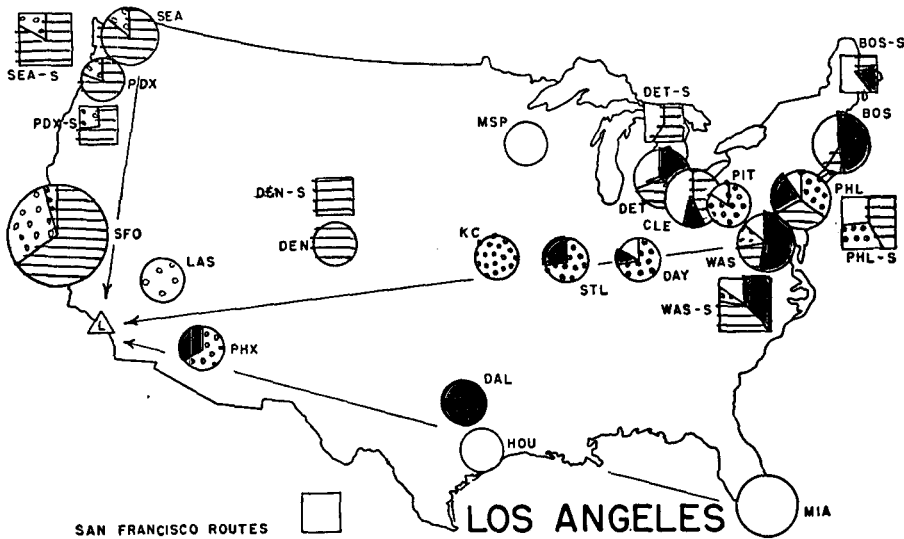 SEA
SEA-S
PDX
PDX-S
SFO
LAS
L
PHX
DEN-S
DEN
MSP
DET-S
BOS-S
BOS
DET
CLE
PIT
PHL
PHL-S
KC
STL
DAY
WAS
WAS-S
DAL
HOU
MIA
LOS ANGELES
SAN FRANCISCO ROUTES